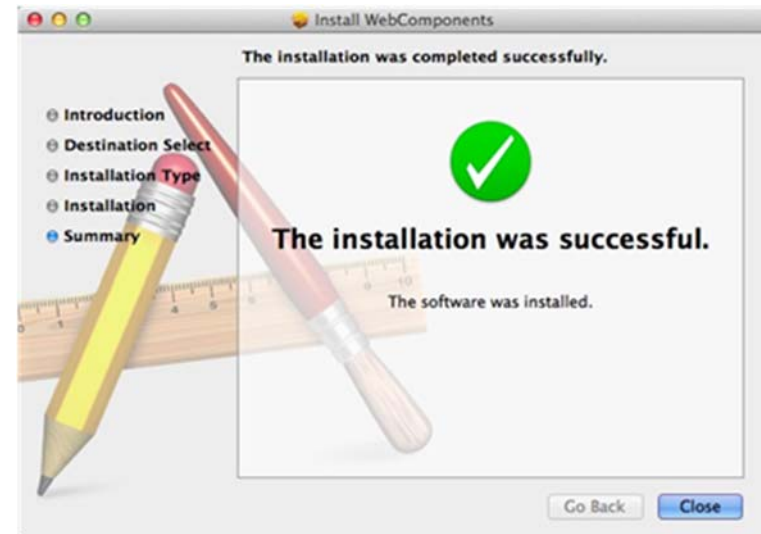 Install WebComponents
The installation was completed successfully.
Introduction
Destination Select
Installation Type
Installation
Summary
The installation was successful.
The software was installed.
Go Back
Close